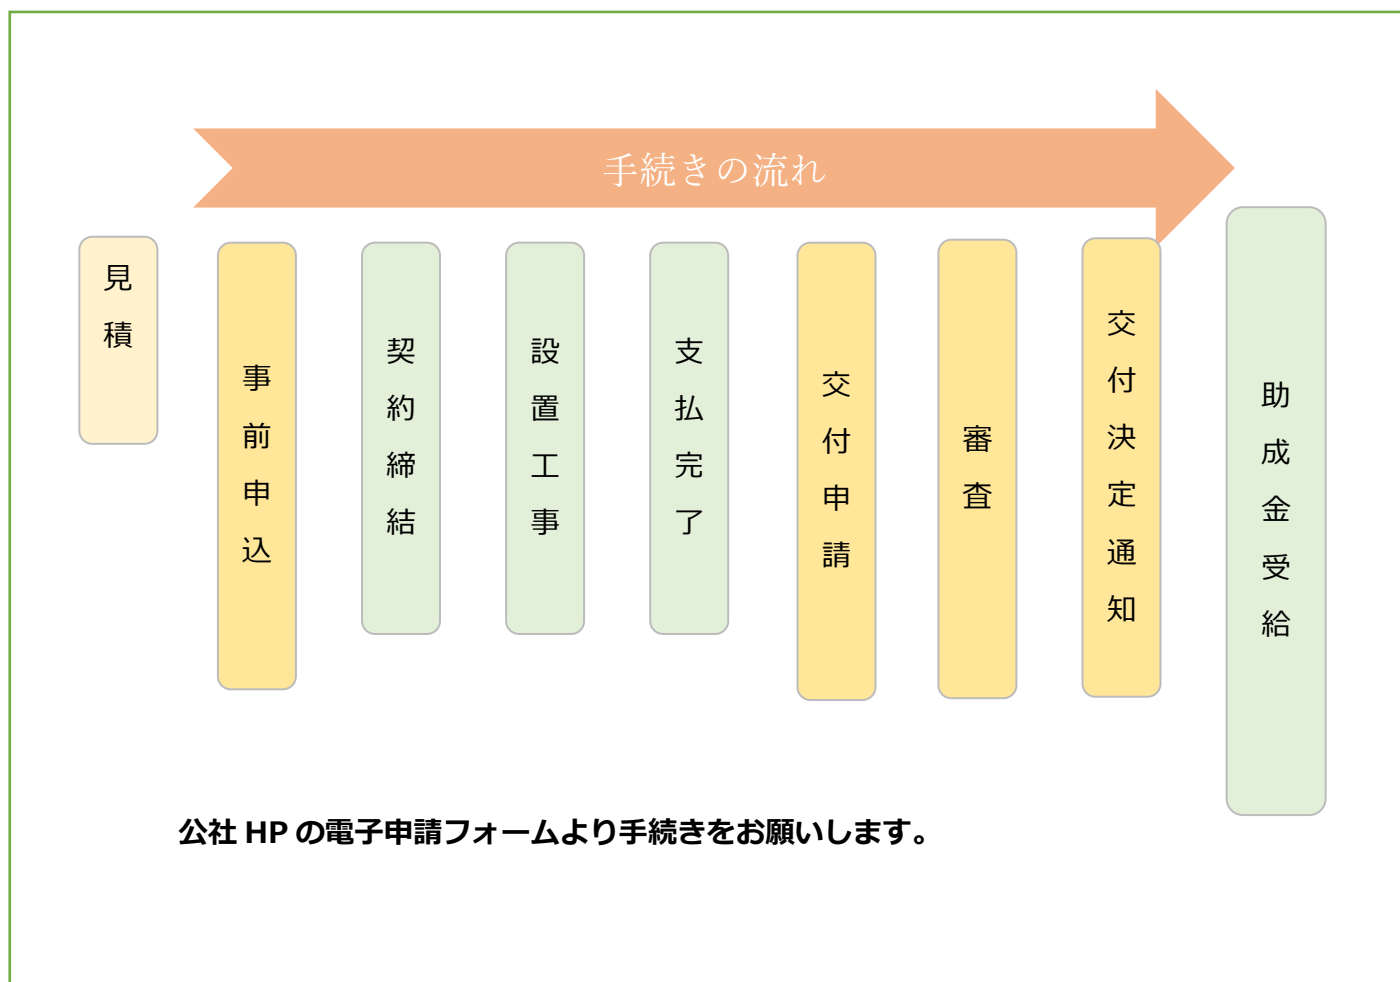 手続きの流れ
見積
事前申込
契約締結
設置工事
支払完了
交付申請
審査
交付決定通知
助成金受給
公社 HP の電子申請フォームより手続きをお願いします。